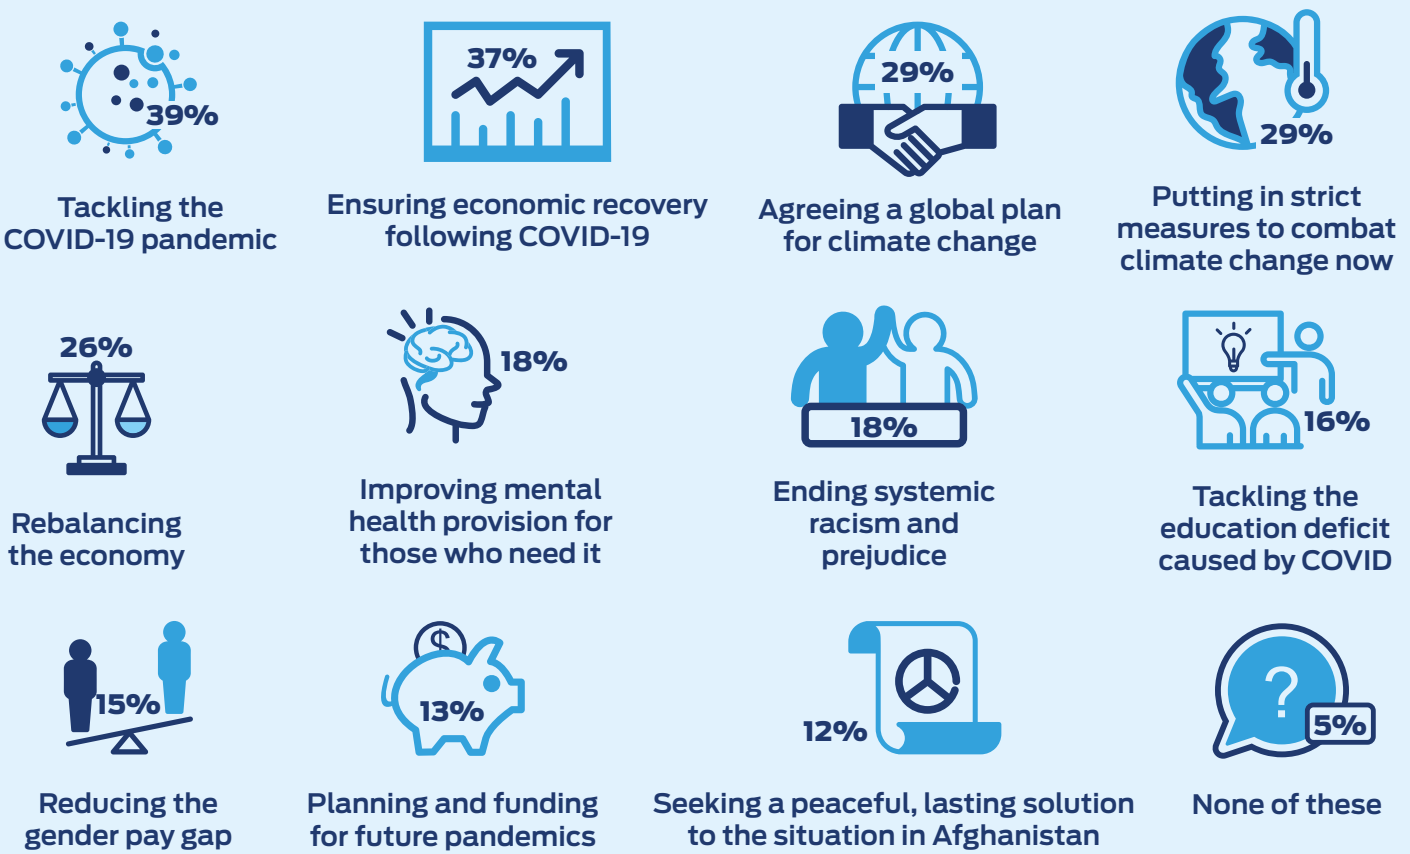 39%
Tackling the
COVID-19 pandemic
37%
Ensuring economic recovery
following COVID-19
29%
Agreeing a global plan
for climate change
29%
Putting in strict
measures to combat
climate change now
26%
Rebalancing
the economy
18%
Improving mental
health provision for
those who need it
18%
Ending systemic
racism and
prejudice
16%
Tackling the
education deficit
caused by COVID
15%
Reducing the
gender pay gap
$
13%
Planning and funding
for future pandemics
12%
Seeking a peaceful, lasting solution
to the situation in Afghanistan
?
5%
None of these